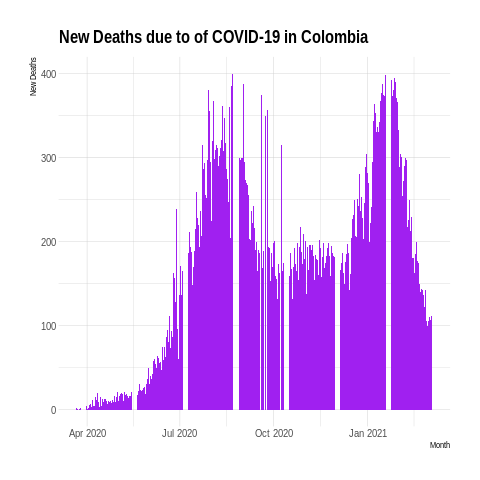 New Deaths due to of COVID-19 in Colombia
New Deaths
400
300
200
100
0
Apr 2020
Jul 2020
Oct 2020
Jan 2021
Month